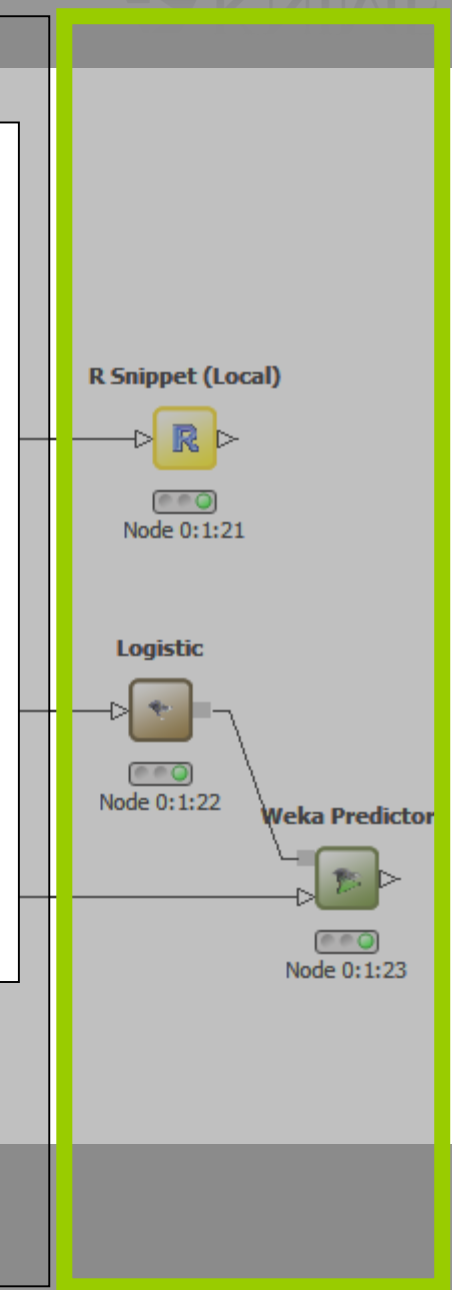 R Snippet (Local)
R
Node 0:1:21
Logistic
Node 0:1:22
Weka Predictor
Node 0:1:23